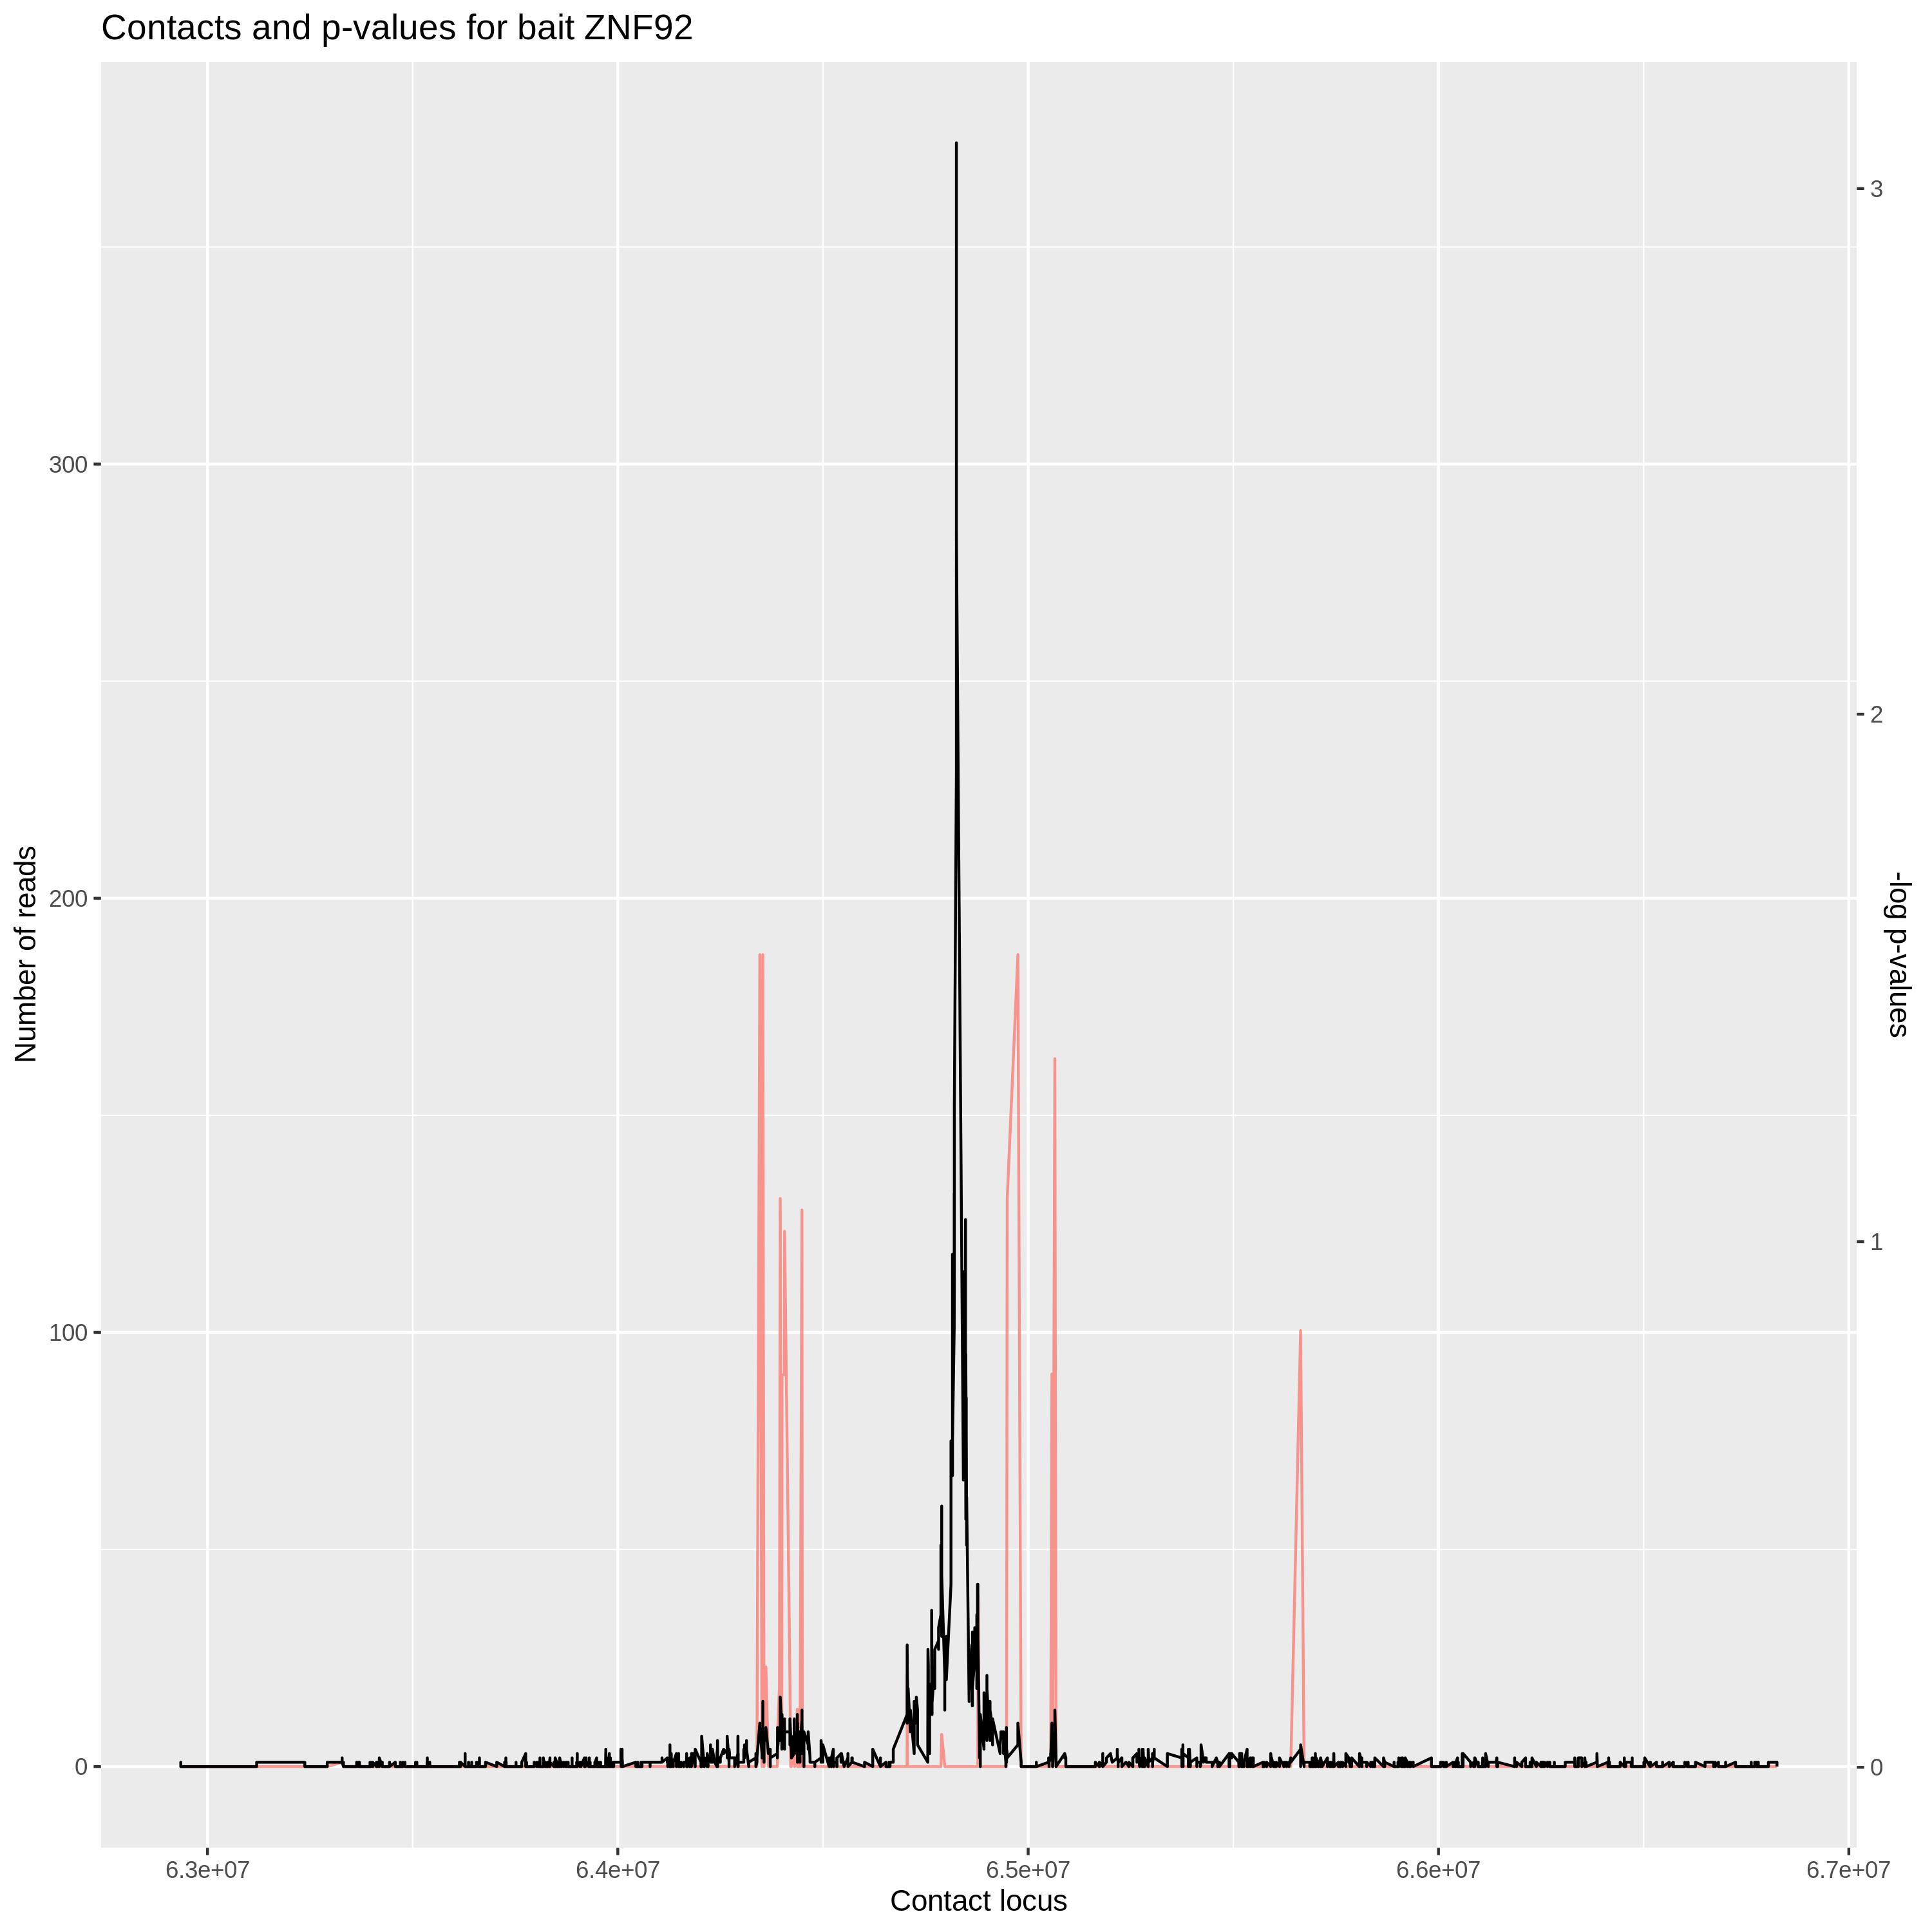 Contacts and p-values for bait ZNF92
Number of reads
300
200
100
0
3
2
1
0
-log p-values
6.3e+07 6.4e+07 6.5e+07 6.6e+07 6.7e+07
Contact locus